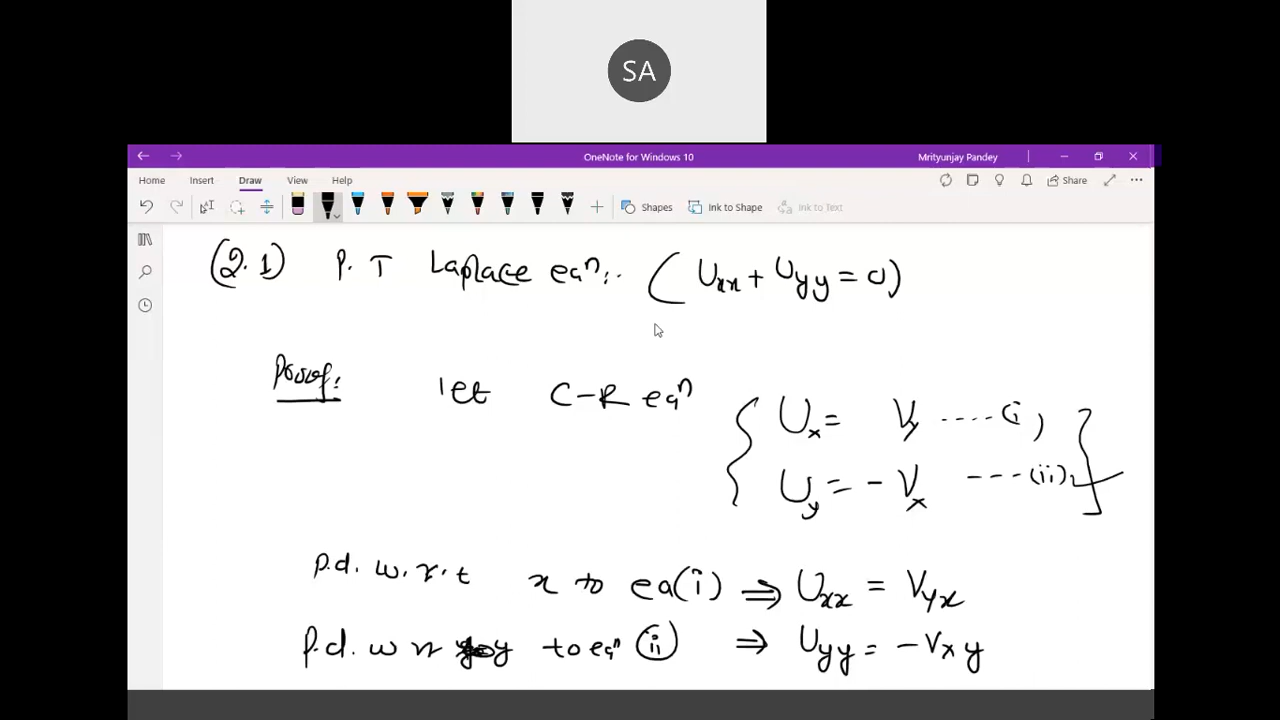 SA
OneNote for Windows 10 Mrityunjay Pandey
Home Insert Draw View Help Share
Shapes Ink to Shape Ink to Text
(2.1) P. T Laplace eqⁿ:- (Uxx + Uyy = 0)
Proof: let C-R eqⁿ
{ Ux = Vy ----(i)
Uy = - Vx ----(ii) }
p.d. w.r.t x to eq(i) ⇒ Uxx = Vyx
p.d. w r y to eqⁿ (ii) ⇒ Uyy = -Vxy